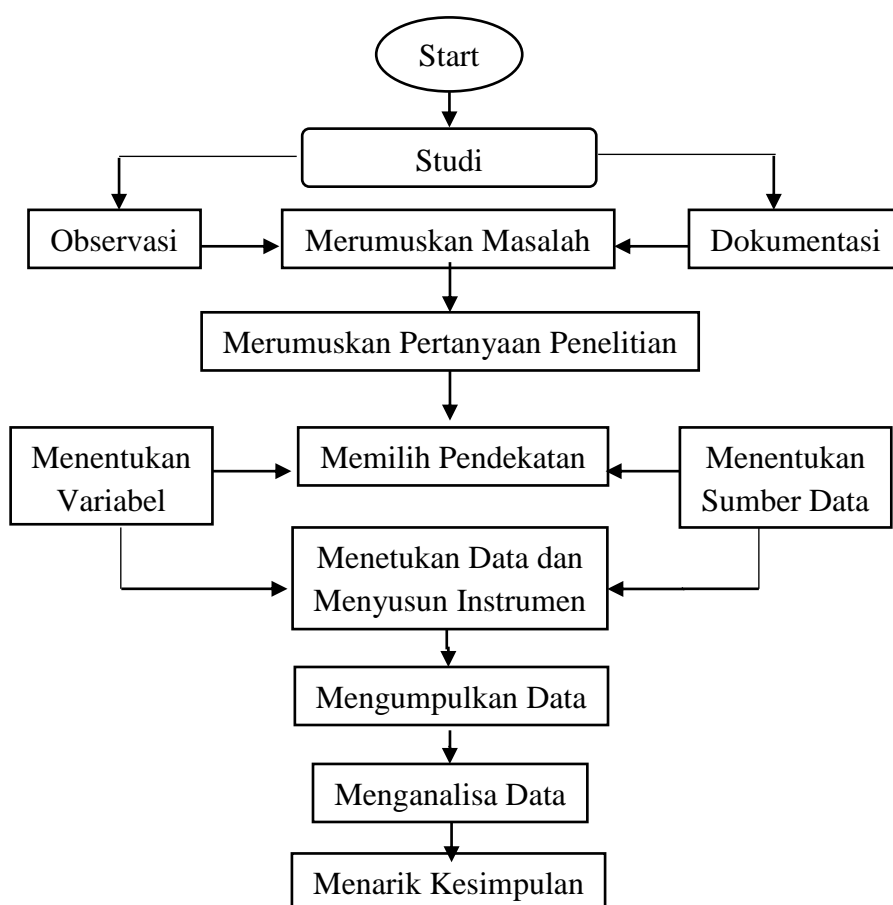 Start
Studi
Observasi
Merumuskan Masalah
Dokumentasi
Merumuskan Pertanyaan Penelitian
Menentukan
Variabel
Memilih Pendekatan
Menentukan
Sumber Data
Menetukan Data dan
Menyusun Instrumen
Mengumpulkan Data
Menganalisa Data
Menarik Kesimpulan